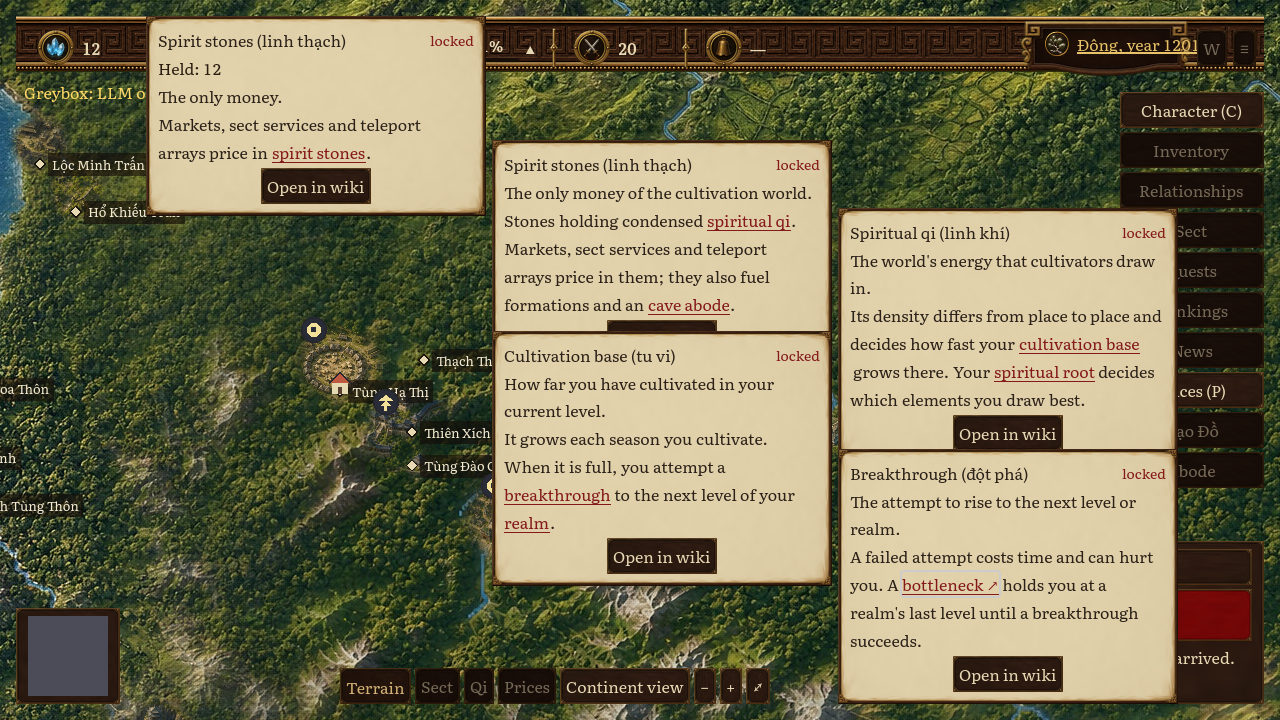 12
Spirit stones (linh thạch) locked
Held: 12
The only money.
Markets, sect services and teleport
arrays price in spirit stones.
Open in wiki
% ▲
20
—
Đông, year 1201
W
≡
Greybox: LLM o
Lộc Minh Trấn
Hổ Khiếu Trấn
Character (C)
Inventory
Relationships
Sect
uests
nkings
News
ces (P)
ạo Đồ
bode
Spirit stones (linh thạch) locked
The only money of the cultivation world.
Stones holding condensed spiritual qi.
Markets, sect services and teleport
arrays price in them; they also fuel
formations and an cave abode.
Spiritual qi (linh khí) locked
The world's energy that cultivators draw
in.
Its density differs from place to place and
decides how fast your cultivation base
grows there. Your spiritual root decides
which elements you draw best.
Open in wiki
Cultivation base (tu vi) locked
How far you have cultivated in your
current level.
It grows each season you cultivate.
When it is full, you attempt a
breakthrough to the next level of your
realm.
Open in wiki
Breakthrough (đột phá) locked
The attempt to rise to the next level or
realm.
A failed attempt costs time and can hurt
you. A bottleneck ↗ holds you at a
realm's last level until a breakthrough
succeeds.
Open in wiki
Thạch Th
oa Thôn
Hạ Thị
Thiên Xích
nh
Tùng Đào
h Tùng Thôn
arrived.
Terrain
Sect
Qi
Prices
Continent view
−
+
⤢